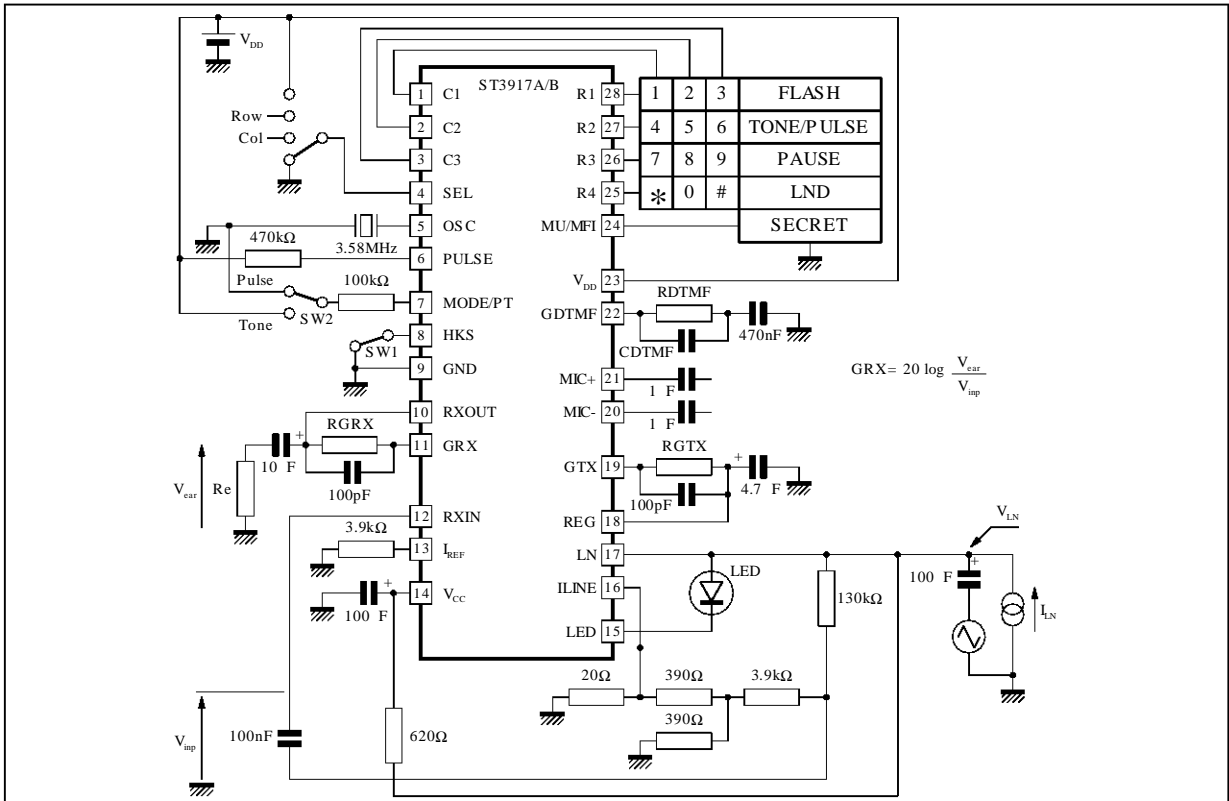 V_DD
Row
Col
ST3917A/B
1 C1
2 C2
3 C3
4 SEL
5 OSC
6 PULSE
7 MODE/PT
8 HKS
9 GND
10 RXOUT
11 GRX
12 RXIN
13 I_REF
14 V_CC
R1 28
R2 27
R3 26
R4 25
MU/MFI 24
V_DD 23
GDTMF 22
MIC+ 21
MIC- 20
GTX 19
REG 18
LN 17
ILINE 16
LED 15
1 2 3 FLASH
4 5 6 TONE/PULSE
7 8 9 PAUSE
* 0 # LND
SECRET
3.58MHz
470kΩ
Pulse
100kΩ
SW2
Tone
SW1
RDTMF
CDTMF
470nF
GRX= 20 log V_ear
V_inp
1 F
1 F
RGRX
+
10 F
100pF
V_ear
Re
RGTX
+
100pF
4.7 F
3.9kΩ
+
100 F
V_LN
LED
+
100 F
130kΩ
I_LN
20Ω
390Ω
3.9kΩ
390Ω
V_inp
100nF
620Ω